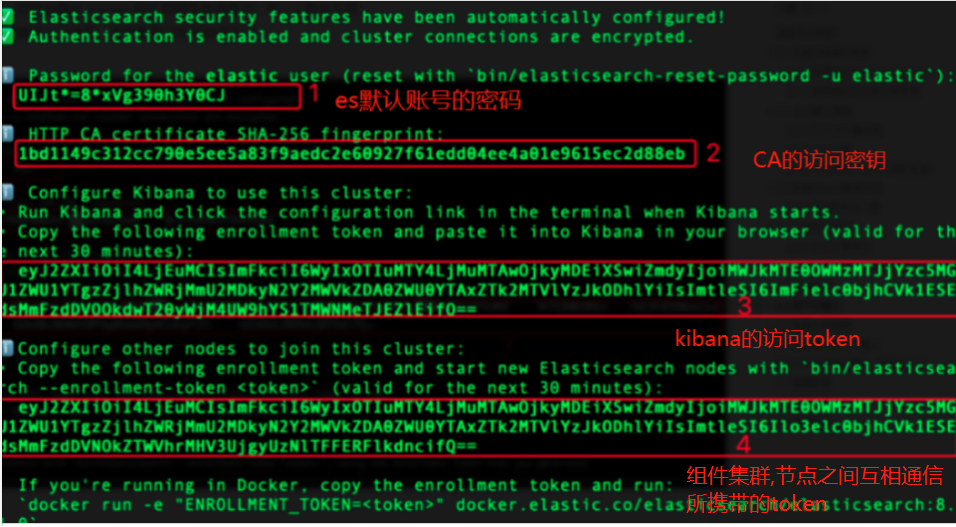 Elasticsearch security features have been automatically configured!
Authentication is enabled and cluster connections are encrypted.
Password for the elastic user (reset with `bin/elasticsearch-reset-password -u elastic`):
UIJt*=8*xVg390h3Y0CJ
1
es默认账号的密码
HTTP CA certificate SHA-256 fingerprint:
1bd1149c312cc790e5ee5a83f9aedc2e60927f61edd04ee4a01e9615ec2d88eb
2
CA的访问密钥
Configure Kibana to use this cluster:
Run Kibana and click the configuration link in the terminal when Kibana starts.
Copy the following enrollment token and paste it into Kibana in your browser (valid for th
e next 30 minutes):
3
kibana的访问token
Configure other nodes to join this cluster:
Copy the following enrollment token and start new Elasticsearch nodes with `bin/elasticsea
rch --enrollment-token <token>` (valid for the next 30 minutes):
4
组件集群,节点之间互相通信
所携带的token
If you're running in Docker, copy the enrollment token and run:
`docker run -e "ENROLLMENT_TOKEN=<token>" docker.elastic.co/elasticsearch/elasticsearch:8.
0`